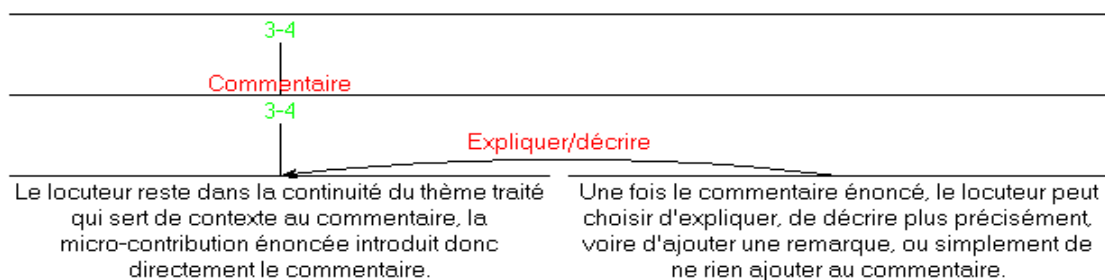 3-4
Commentaire
3-4
Expliquer/décrire
Le locuteur reste dans la continuité du thème traité
qui sert de contexte au commentaire, la
micro-contribution énoncée introduit donc
directement le commentaire.
Une fois le commentaire énoncé, le locuteur peut
choisir d'expliquer, de décrire plus précisément,
voire d'ajouter une remarque, ou simplement de
ne rien ajouter au commentaire.